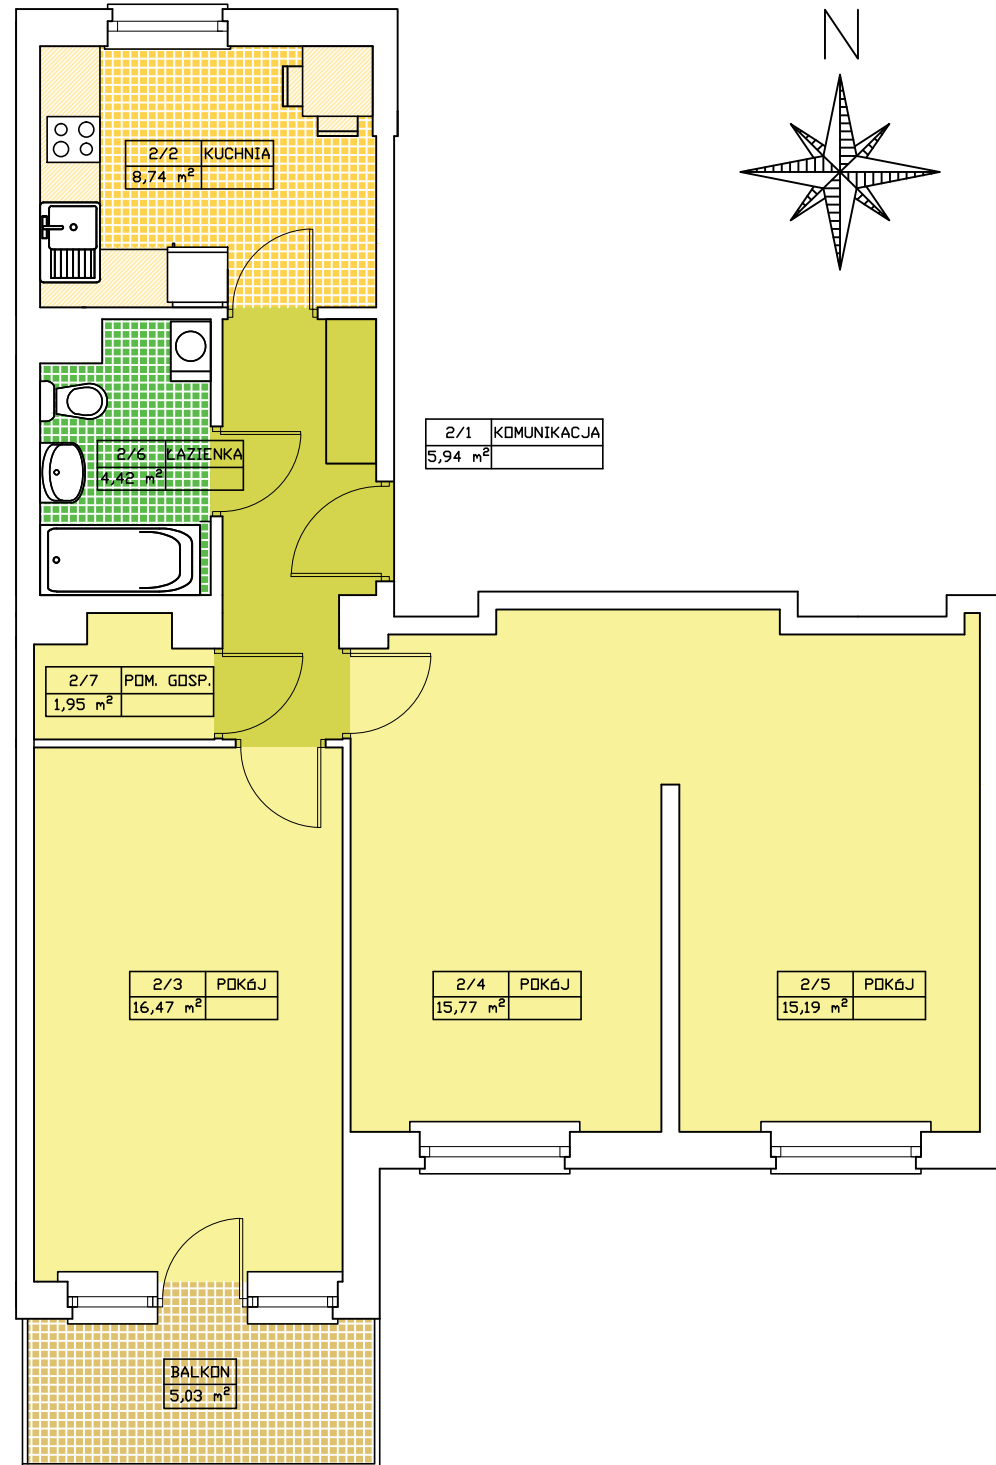 N
2/2 KUCHNIA
8,74 m²
2/1 KOMUNIKACJA
5,94 m²
2/6 ŁAZIENKA
4,42 m²
2/7 POM. GOSP.
1,95 m²
2/3 POKÓJ
16,47 m²
2/4 POKÓJ
15,77 m²
2/5 POKÓJ
15,19 m²
BALKON
5,03 m²